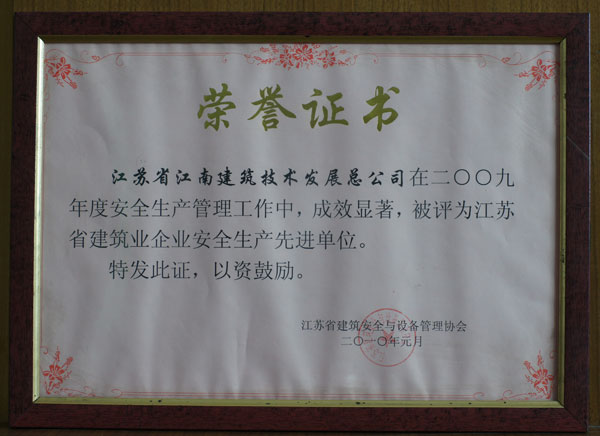 荣誉证书
江苏省江南建筑技术发展总公司在二〇〇九
年度安全生产管理工作中，成效显著，被评为江苏
省建筑业企业安全生产先进单位。
特发此证，以资鼓励。
江苏省建筑安全与设备管理协会
二〇一〇年元月